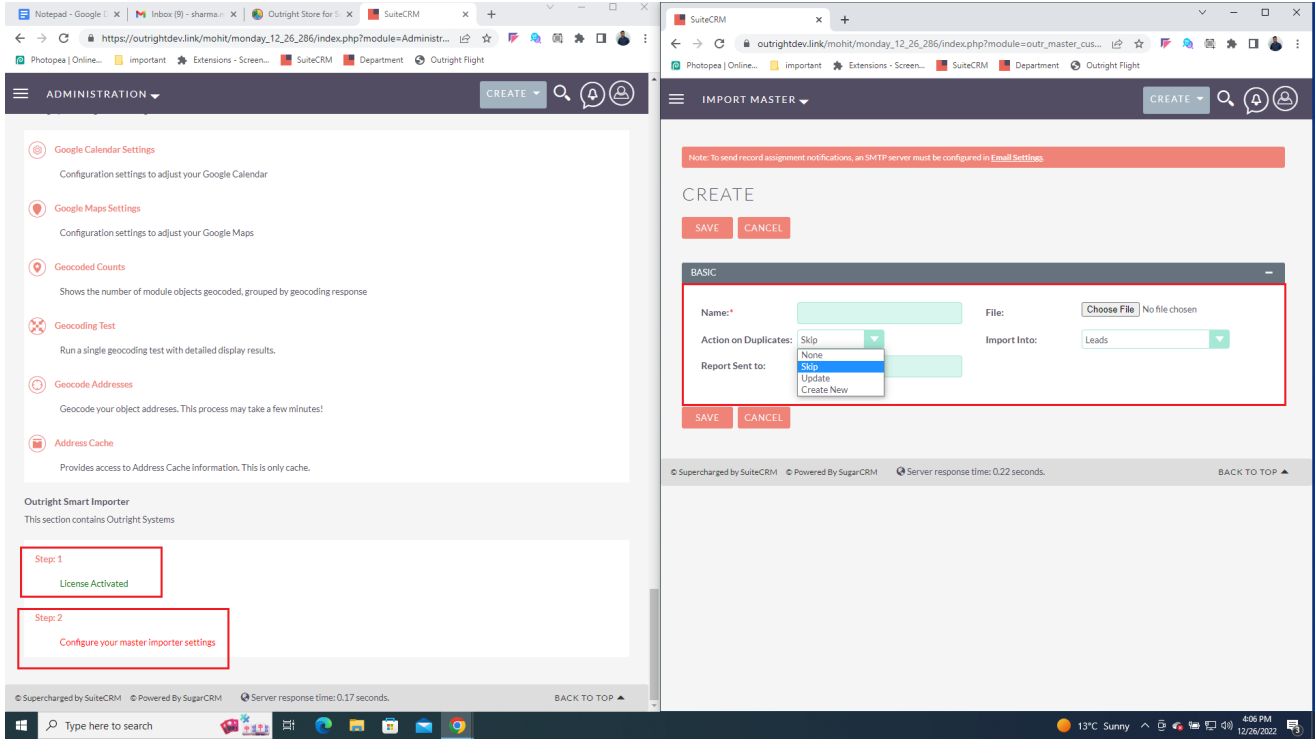 Notepad - Google D
Inbox (9) - sharma.r
Outright Store for S
SuiteCRM
https://outrightdev.link/mohit/monday_12_26_286/index.php?module=Administr...
Photopea | Online...
important
Extensions - Screen...
SuiteCRM
Department
Outright Flight
ADMINISTRATION
CREATE
Google Calendar Settings
Configuration settings to adjust your Google Calendar
Google Maps Settings
Configuration settings to adjust your Google Maps
Geocoded Counts
Shows the number of module objects geocoded, grouped by geocoding response
Geocoding Test
Run a single geocoding test with detailed display results.
Geocode Addresses
Geocode your object addreses. This process may take a few minutes!
Address Cache
Provides access to Address Cache information. This is only cache.
Outright Smart Importer
This section contains Outright Systems
Step: 1
License Activated
Step: 2
Configure your master importer settings
© Supercharged by SuiteCRM © Powered By SugarCRM Server response time: 0.17 seconds. BACK TO TOP
SuiteCRM
outrightdev.link/mohit/monday_12_26_286/index.php?module=outr_master_cus...
Photopea | Online...
important
Extensions - Screen...
SuiteCRM
Department
Outright Flight
IMPORT MASTER
CREATE
Note: To send record assignment notifications, an SMTP server must be configured in Email Settings.
CREATE
SAVE CANCEL
BASIC
Name:* File: Choose File No file chosen
Action on Duplicates: Skip Import Into: Leads
None
Skip
Update
Create New
Report Sent to:
SAVE CANCEL
© Supercharged by SuiteCRM © Powered By SugarCRM Server response time: 0.22 seconds. BACK TO TOP
Type here to search
13°C Sunny
4:06 PM
12/26/2022
3